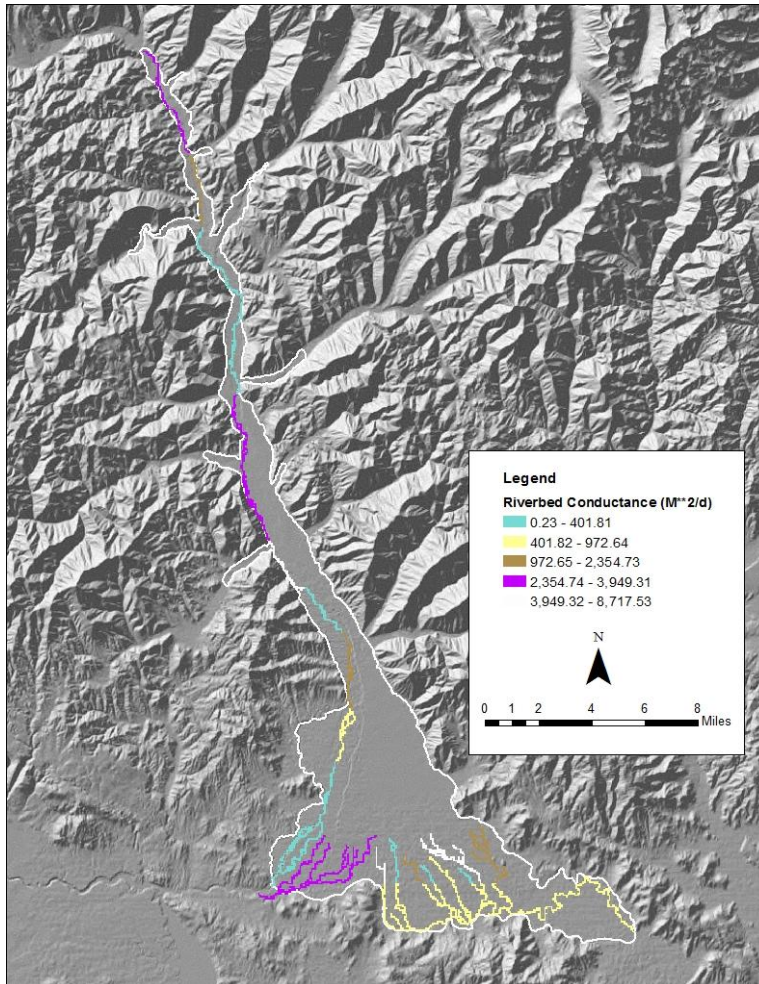 Legend
Riverbed Conductance (M**2/d)
0.23 - 401.81
401.82 - 972.64
972.65 - 2,354.73
2,354.74 - 3,949.31
3,949.32 - 8,717.53
N
0 1 2 4 6 8
Miles